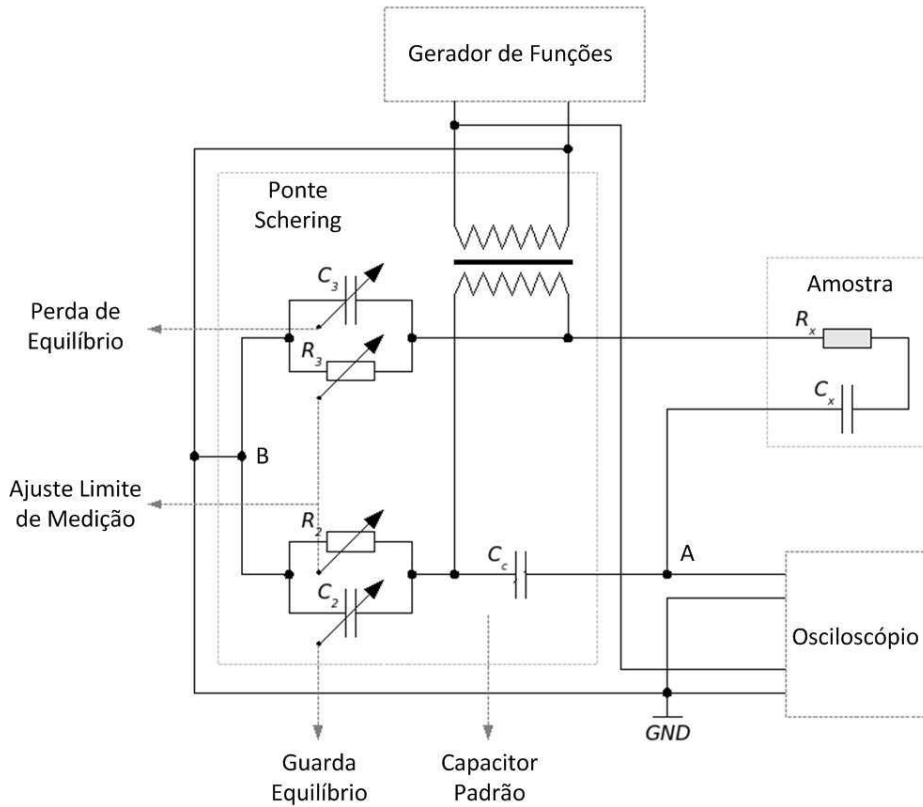 Gerador de Funções
Ponte
Schering
Amostra
C3
Rx
Perda de
Equilíbrio
R3
Cx
B
Ajuste Limite
de Medição
R2
Cc
A
C2
Osciloscópio
GND
Guarda
Equilíbrio
Capacitor
Padrão